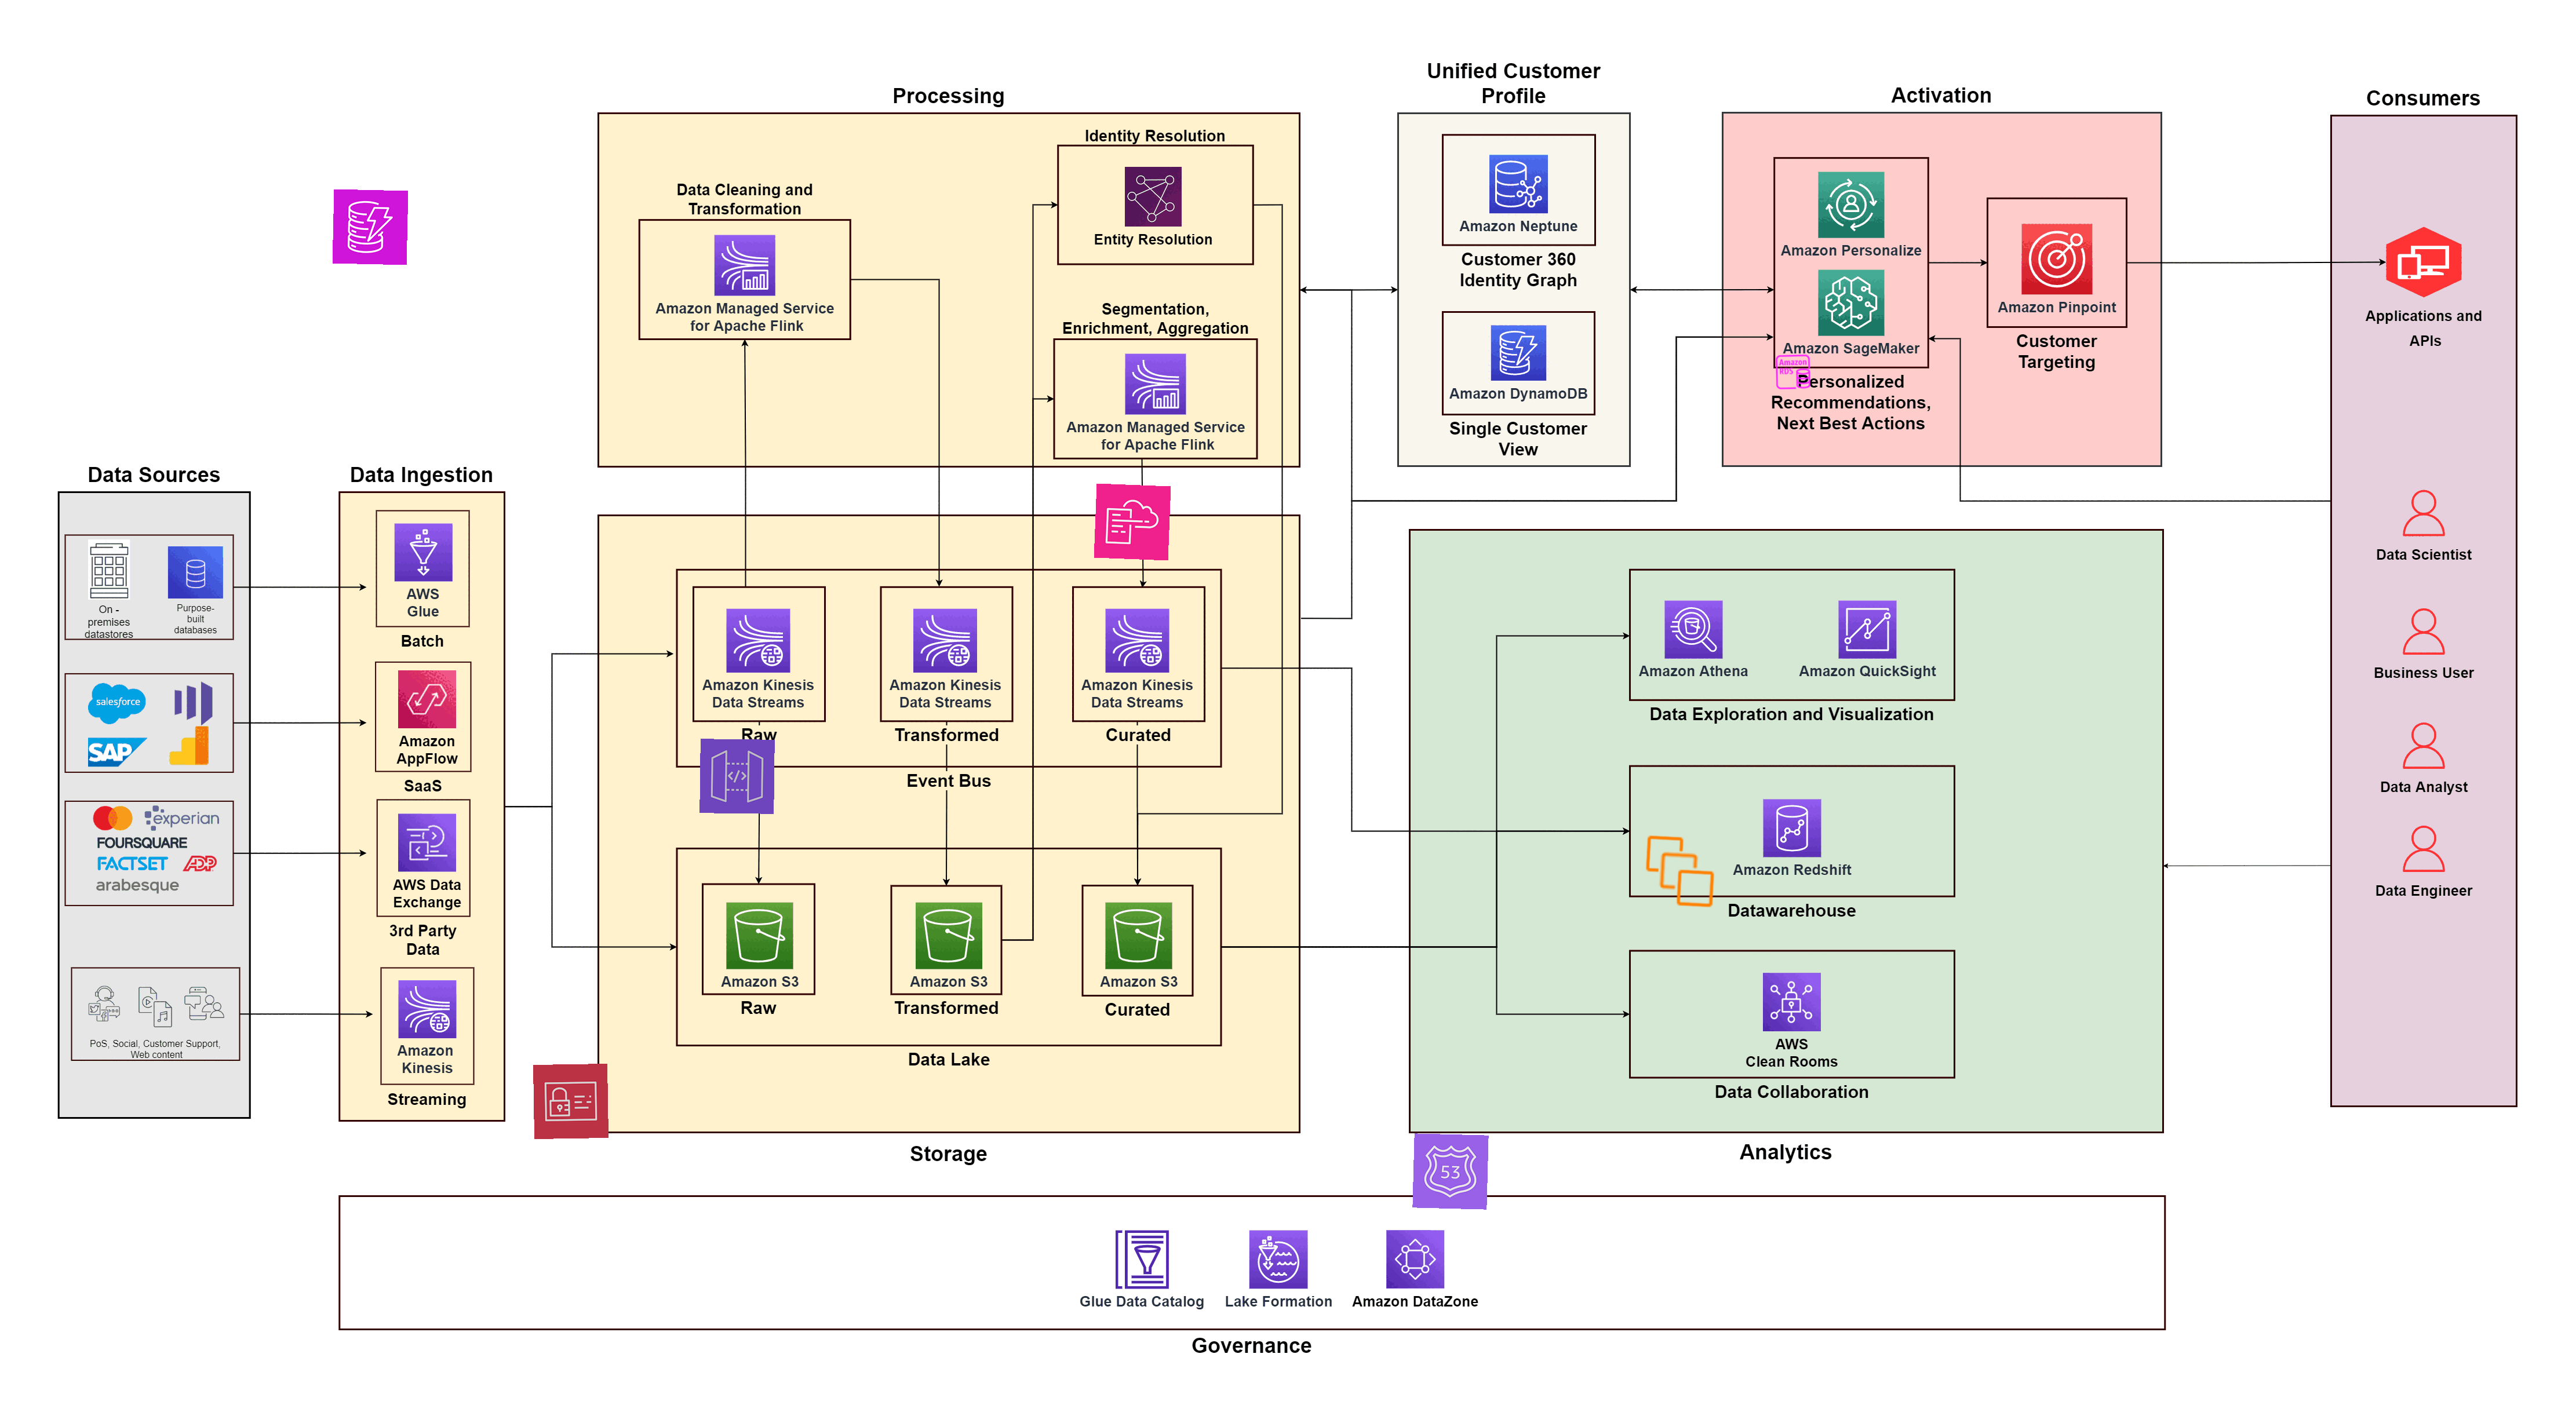 Processing
Unified Customer
Profile
Activation
Consumers
Identity Resolution
Entity Resolution
Data Cleaning and
Transformation
Amazon Managed Service
for Apache Flink
Segmentation,
Enrichment, Aggregation
Amazon Managed Service
for Apache Flink
Amazon Neptune
Customer 360
Identity Graph
Amazon DynamoDB
Single Customer
View
Amazon Personalize
Amazon SageMaker
Amazon
RDS
Personalized
Recommendations,
Next Best Actions
Amazon Pinpoint
Customer
Targeting
Applications and
APIs
Data Scientist
Business User
Data Analyst
Data Engineer
Data Sources
On -
premises
datastores
Purpose-
built
databases
salesforce
SAP
experian
FOURSQUARE
FACTSET
ADP
arabesque
PoS, Social, Customer Support,
Web content
Data Ingestion
AWS
Glue
Batch
Amazon
AppFlow
SaaS
AWS Data
Exchange
3rd Party
Data
Amazon
Kinesis
Streaming
Amazon Kinesis
Data Streams
Raw
Amazon Kinesis
Data Streams
Transformed
Amazon Kinesis
Data Streams
Curated
Event Bus
Amazon S3
Raw
Amazon S3
Transformed
Amazon S3
Curated
Data Lake
Storage
Amazon Athena
Amazon QuickSight
Data Exploration and Visualization
Amazon Redshift
Datawarehouse
AWS
Clean Rooms
Data Collaboration
Analytics
53
Glue Data Catalog
Lake Formation
Amazon DataZone
Governance